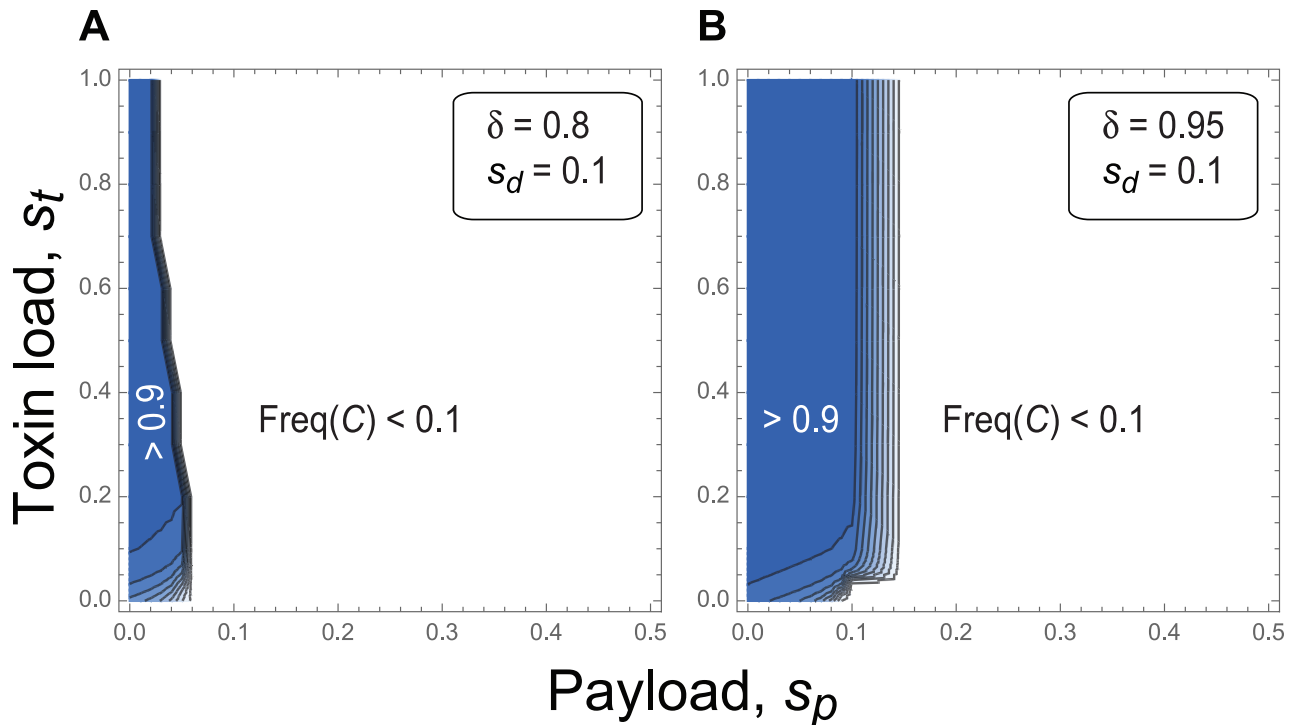 A
B
δ = 0.8
s_d = 0.1
δ = 0.95
s_d = 0.1
Toxin load, s_t
1.0
0.8
0.6
0.4
0.2
0.0
1.0
0.8
0.6
0.4
0.2
0.0
> 0.9
Freq(C) < 0.1
> 0.9
Freq(C) < 0.1
0.0 0.1 0.2 0.3 0.4 0.5
0.0 0.1 0.2 0.3 0.4 0.5
Payload, s_p